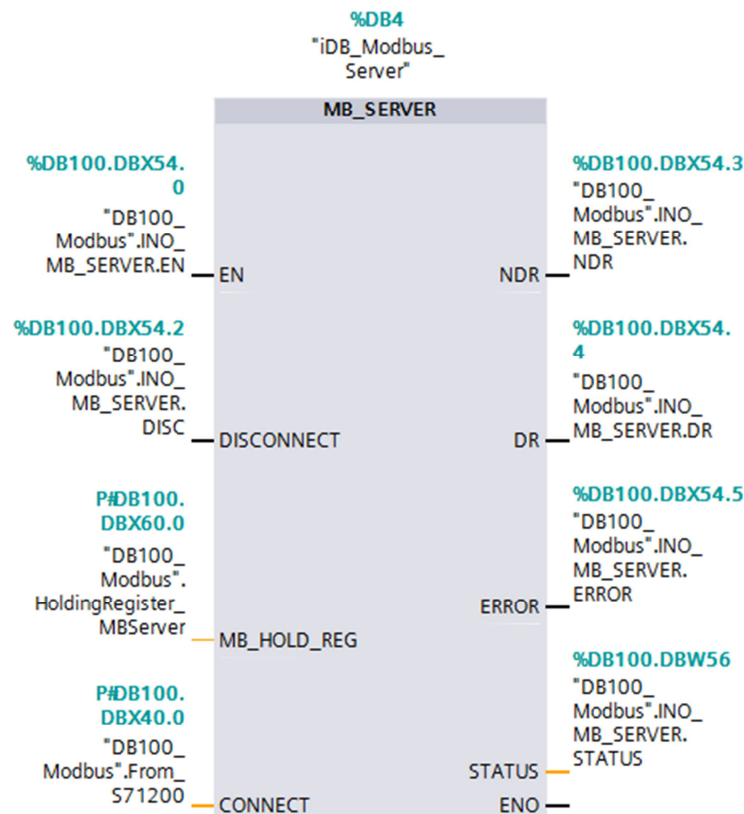 %DB4
"iDB_Modbus_
Server"
MB_SERVER
%DB100.DBX54.
0
"DB100_
Modbus".INO_
MB_SERVER.EN
EN
%DB100.DBX54.3
"DB100_
Modbus".INO_
MB_SERVER.
NDR
NDR
%DB100.DBX54.2
"DB100_
Modbus".INO_
MB_SERVER.
DISC
DISCONNECT
%DB100.DBX54.
4
"DB100_
Modbus".INO_
MB_SERVER.DR
DR
P#DB100.
DBX60.0
"DB100_
Modbus".
HoldingRegister_
MBServer
MB_HOLD_REG
%DB100.DBX54.5
"DB100_
Modbus".INO_
MB_SERVER.
ERROR
ERROR
P#DB100.
DBX40.0
"DB100_
Modbus".From_
S71200
CONNECT
%DB100.DBW56
"DB100_
Modbus".INO_
MB_SERVER.
STATUS
STATUS
ENO